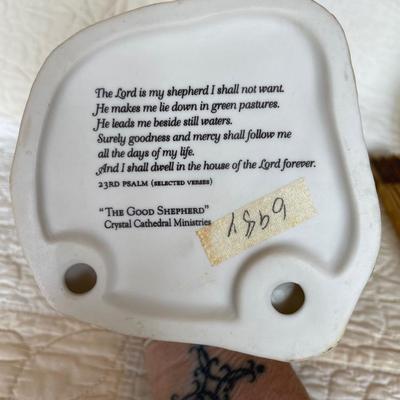 The Lord is my shepherd I shall not want.
He makes me lie down in green pastures.
He leads me beside still waters.
Surely goodness and mercy shall follow me
all the days of my life.
And I shall dwell in the house of the Lord forever.
23RD PSALM (SELECTED VERSES)
"THE GOOD SHEPHERD"
Crystal Cathedral Ministries